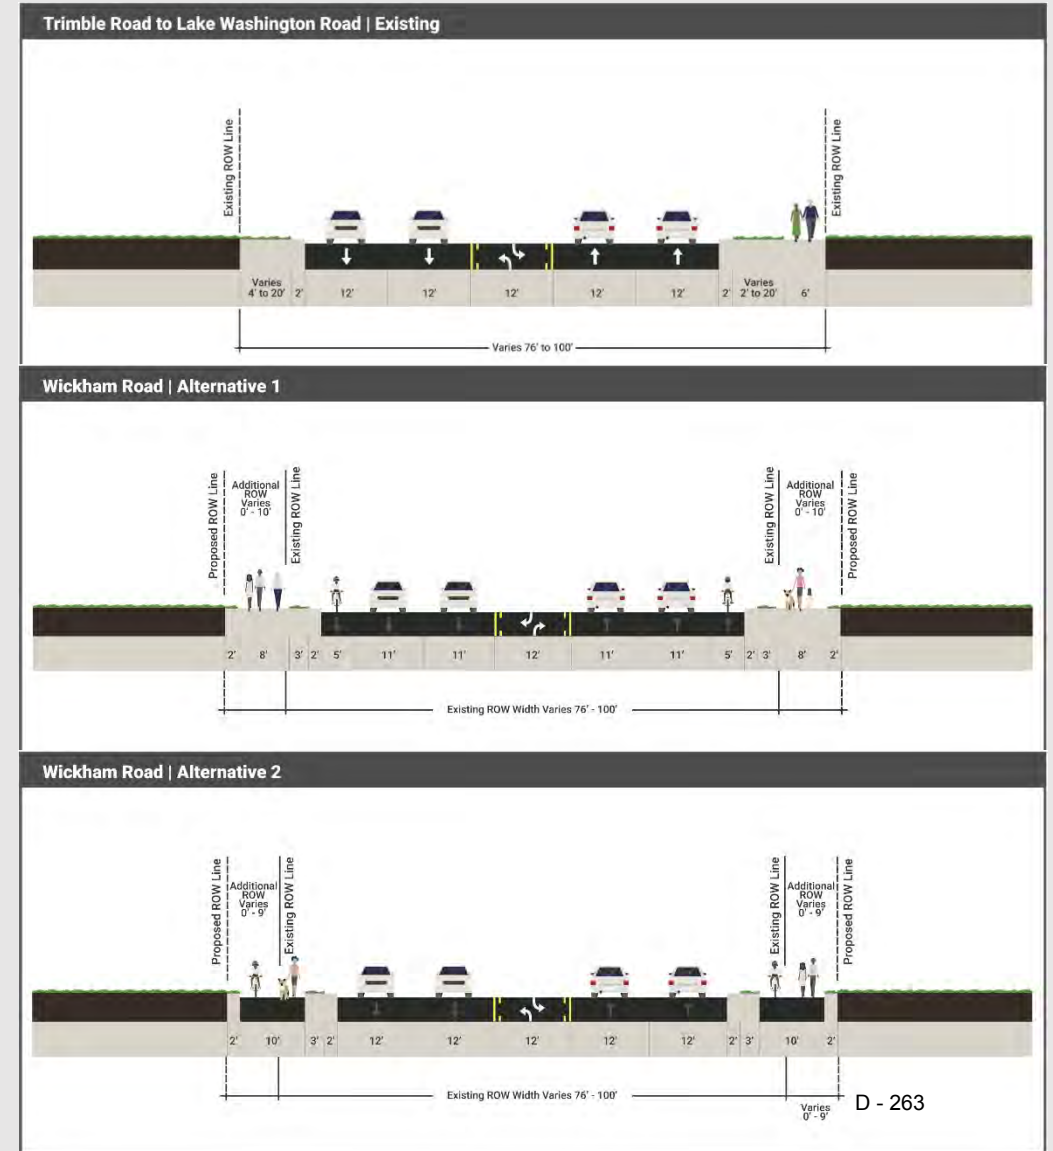 Trimble Road to Lake Washington Road | Existing
Existing ROW Line
Existing ROW Line
Varies
4' to 20'
2'
12'
12'
12'
12'
12'
2'
Varies
2' to 20'
6'
Varies 76' to 100'
Wickham Road | Alternative 1
Proposed ROW Line
Additional
ROW
Varies
0' - 10'
Existing ROW Line
Existing ROW Line
Additional
ROW
Varies
0' - 10'
Proposed ROW Line
2'
8'
3'
2'
5'
11'
11'
12'
11'
11'
5'
2'
3'
8'
2'
Existing ROW Width Varies 76' - 100'
Wickham Road | Alternative 2
Proposed ROW Line
Additional
ROW
Varies
0' - 9'
Existing ROW Line
Existing ROW Line
Additional
ROW
Varies
0' - 9'
Proposed ROW Line
2'
10'
3'
2'
12'
12'
12'
12'
12'
2'
3'
10'
2'
Existing ROW Width Varies 76' - 100'
Varies
0' - 9'
D - 263